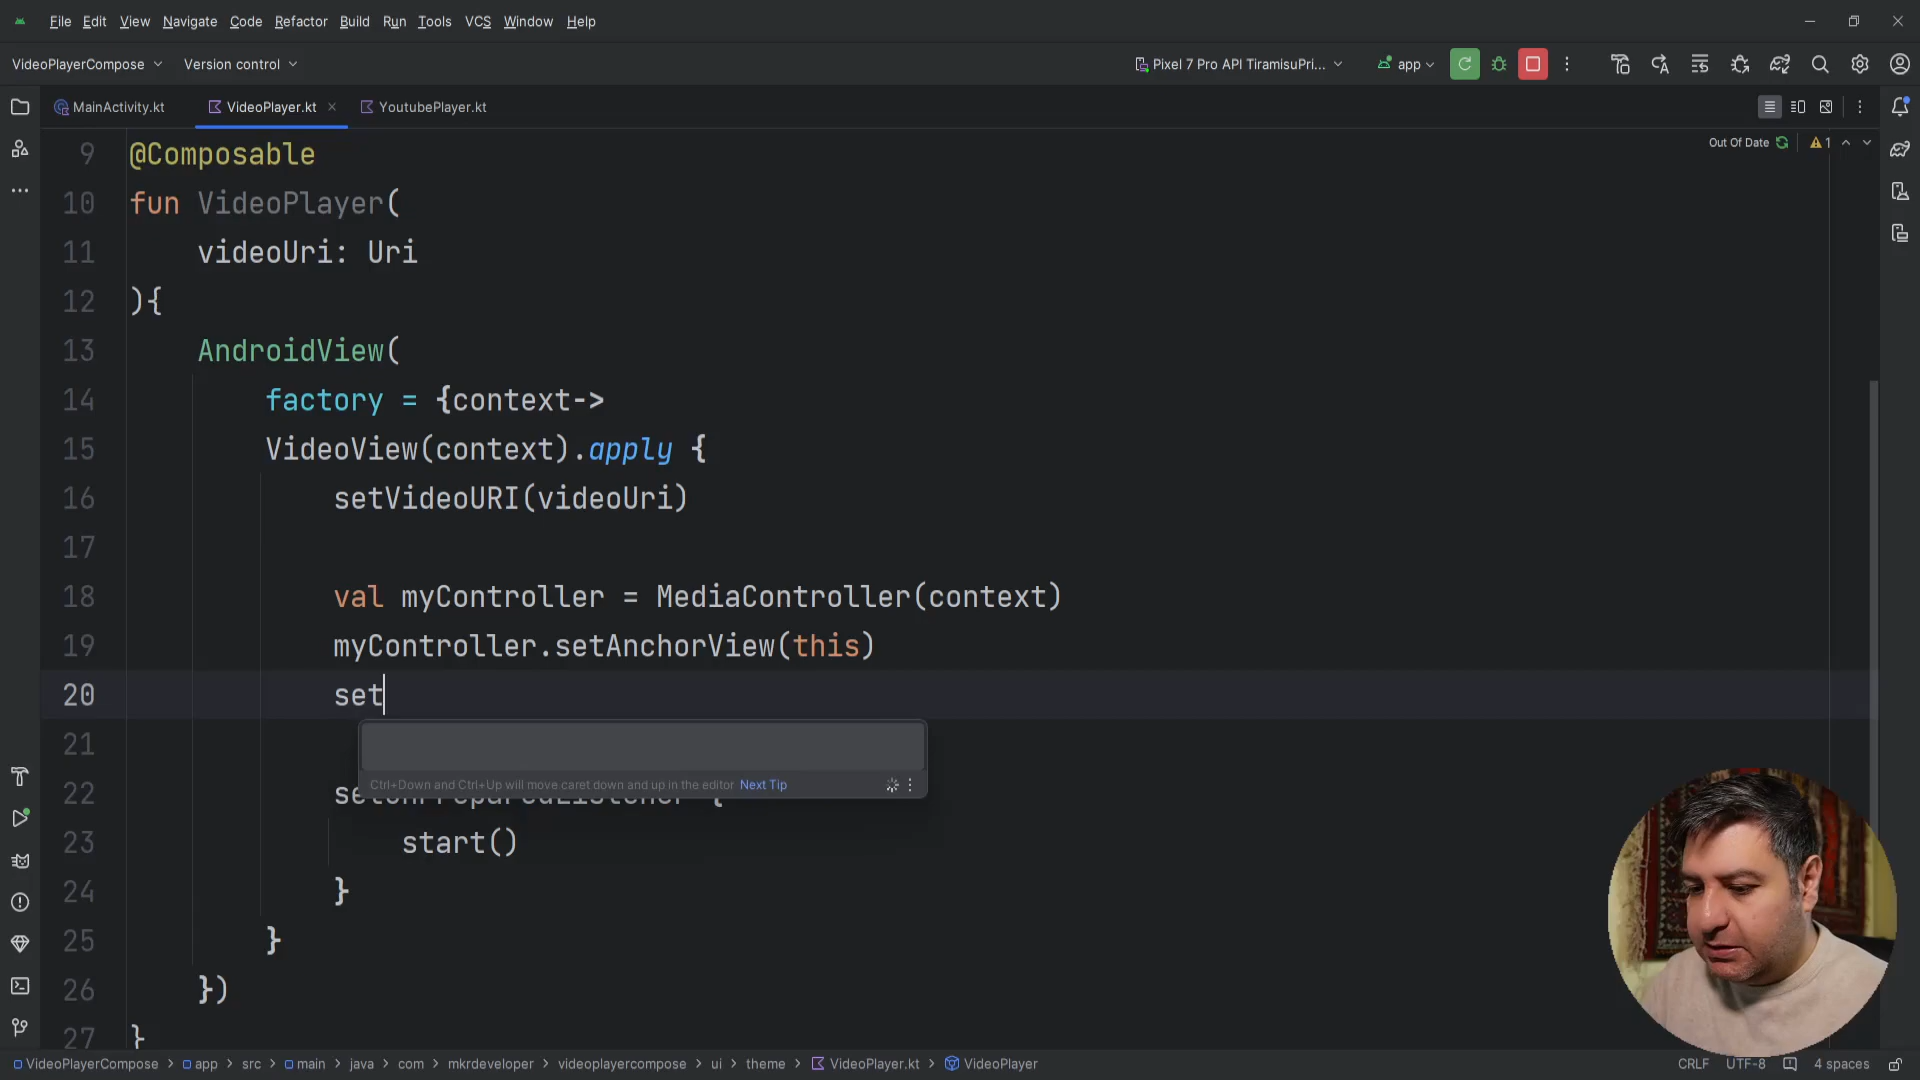 File Edit View Navigate Code Refactor Build Run Tools VCS Window Help
VideoPlayerCompose Version control Pixel 7 Pro API TiramisuPri... app
MainActivity.kt VideoPlayer.kt YoutubePlayer.kt
Out Of Date 1
9 @Composable
10 fun VideoPlayer(
11 videoUri: Uri
12 ){
13 AndroidView(
14 factory = {context->
15 VideoView(context).apply {
16 setVideoURI(videoUri)
17
18 val myController = MediaController(context)
19 myController.setAnchorView(this)
20 set
21
Ctrl+Down and Ctrl+Up will move caret down and up in the editor Next Tip
22 setOnPreparedListener {
23 start()
24 }
25 }
26 })
27 }
VideoPlayerCompose > app > src > main > java > com > mkrdeveloper > videoplayercompose > ui > theme > VideoPlayer.kt > VideoPlayer CRLF UTF-8 4 spaces